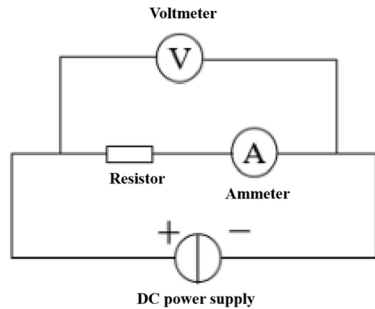 Voltmeter
V
A
Resistor
Ammeter
+ −
DC power supply